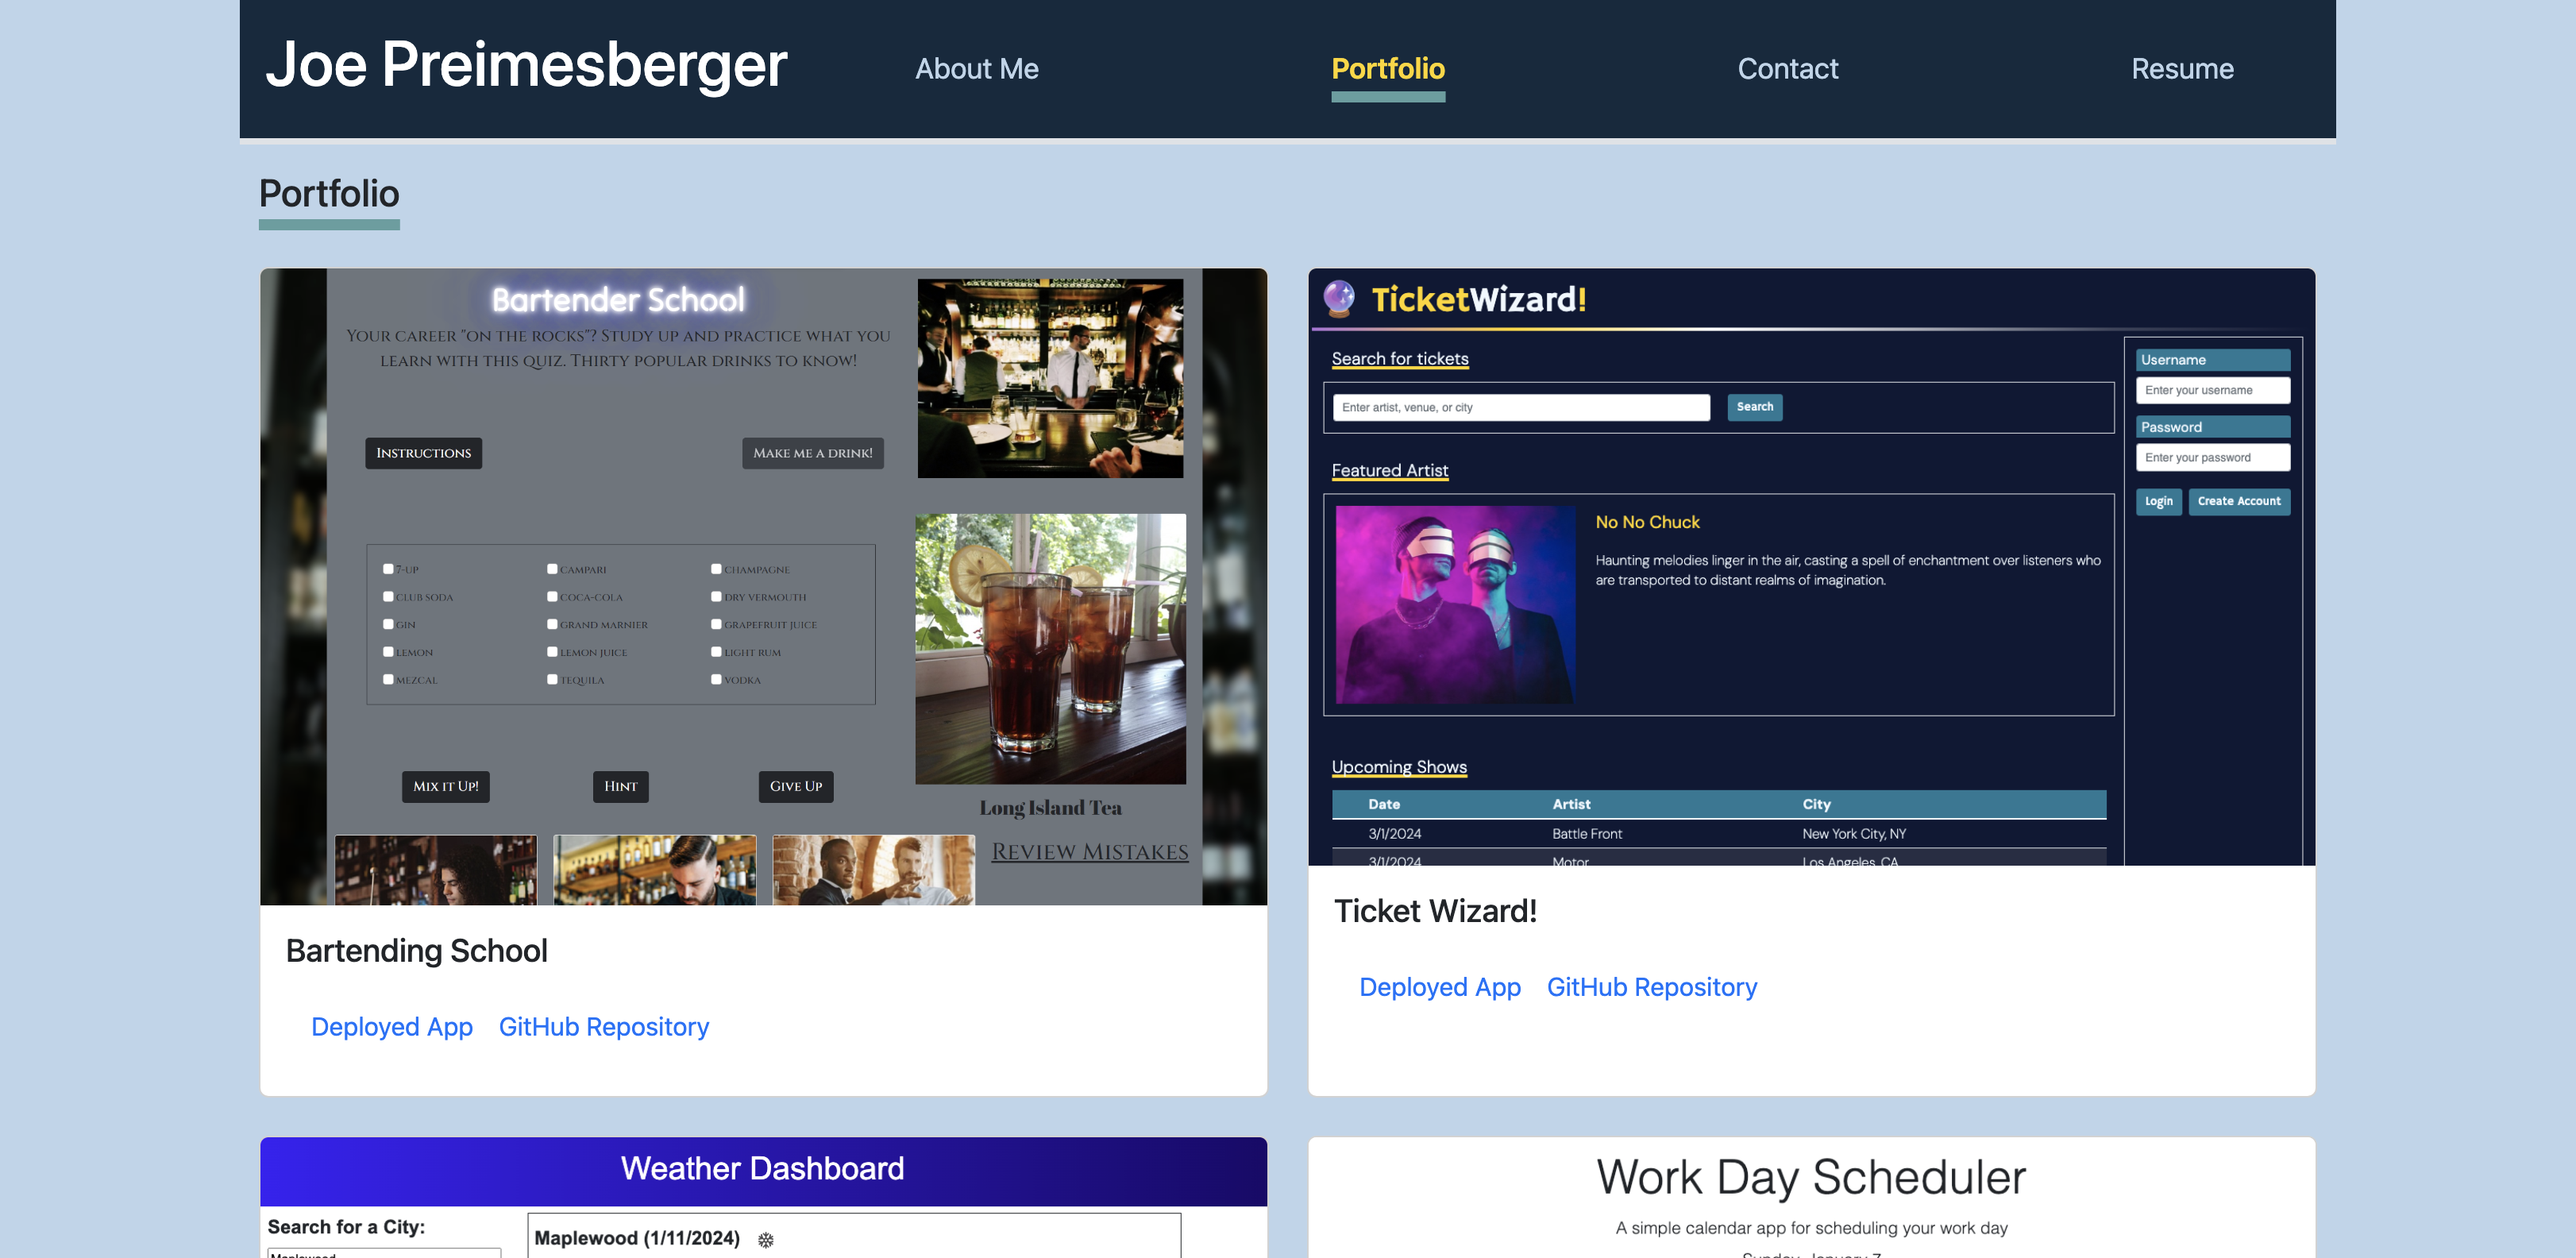 Joe Preimesberger
About Me
Portfolio
Contact
Resume
Portfolio
Bartender School
Your career "on the rocks"? Study up and practice what you
learn with this quiz. Thirty popular drinks to know!
Instructions
Make me a drink!
7-up
Campari
Champagne
Club Soda
Coca-Cola
Dry Vermouth
Gin
Grand Marnier
Grapefruit Juice
Lemon
Lemon Juice
Light Rum
Mezcal
Tequila
Vodka
Mix it Up!
Hint
Give Up
Long Island Tea
Review Mistakes
Bartending School
Deployed App
GitHub Repository
TicketWizard!
Search for tickets
Enter artist, venue, or city
Search
Username
Enter your username
Password
Enter your password
Login
Create Account
Featured Artist
No No Chuck
Haunting melodies linger in the air, casting a spell of enchantment over listeners who
are transported to distant realms of imagination.
Upcoming Shows
Date Artist City
3/1/2024 Battle Front New York City, NY
3/1/2024 Motor Los Angeles, CA
Ticket Wizard!
Deployed App
GitHub Repository
Weather Dashboard
Search for a City:
Maplewood
Maplewood (1/11/2024)
Work Day Scheduler
A simple calendar app for scheduling your work day
Sunday, January 7